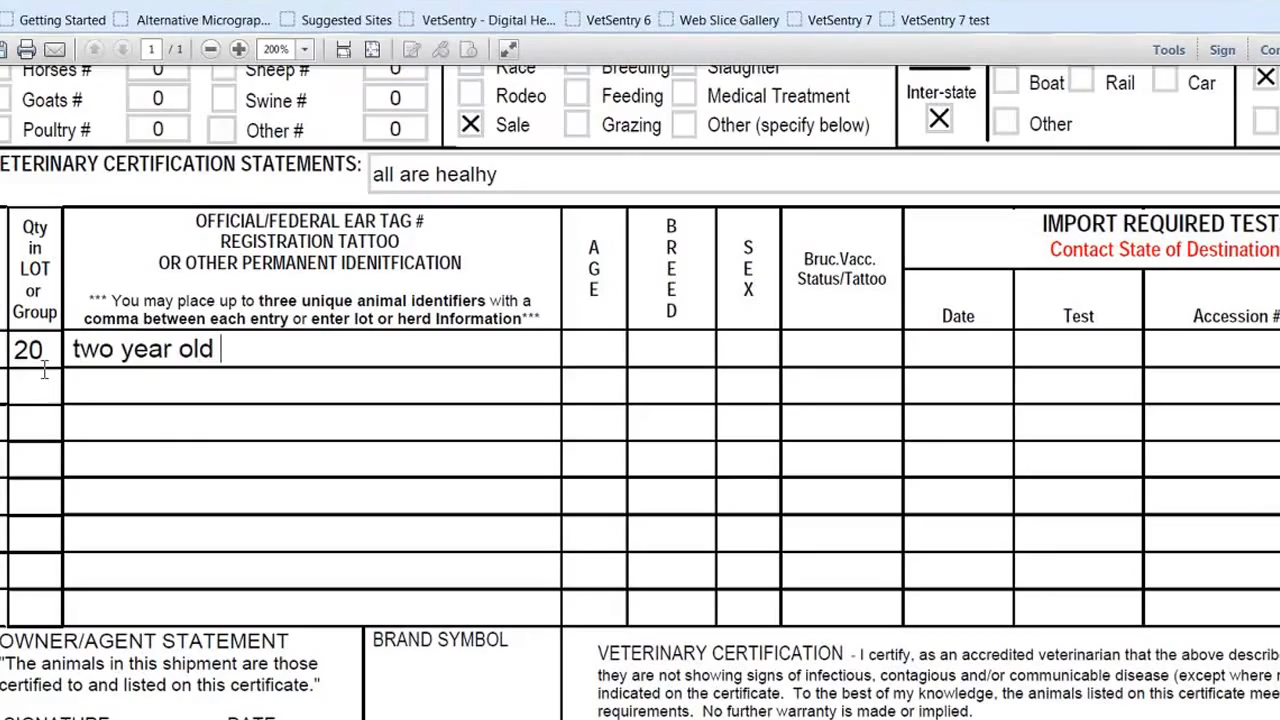 Getting Started Alternative Micrograp... Suggested Sites VetSentry - Digital He... VetSentry 6 Web Slice Gallery VetSentry 7 VetSentry 7 test
1 / 1 200% Tools Sign
Horses # 0 Sheep # 0 Race Breeding Slaughter
Boat Rail Car
Goats # 0 Swine # 0 Rodeo Feeding Medical Treatment Inter-state
Poultry # 0 Other # 0 X Sale Grazing Other (specify below) X Other
ETERINARY CERTIFICATION STATEMENTS: all are healhy
Qty
in
LOT
or
Group
OFFICIAL/FEDERAL EAR TAG #
REGISTRATION TATTOO
OR OTHER PERMANENT IDENITFICATION
*** You may place up to three unique animal identifiers with a
comma between each entry or enter lot or herd Information***
A
G
E
B
R
E
E
D
S
E
X
Bruc.Vacc.
Status/Tattoo
IMPORT REQUIRED TEST
Contact State of Destination
Date Test Accession #
20 two year old
OWNER/AGENT STATEMENT
"The animals in this shipment are those
certified to and listed on this certificate."
SIGNATURE DATE
BRAND SYMBOL
VETERINARY CERTIFICATION - I certify, as an accredited veterinarian that the above describe
they are not showing signs of infectious, contagious and/or communicable disease (except where
indicated on the certificate. To the best of my knowledge, the animals listed on this certificate mee
requirements. No further warranty is made or implied.